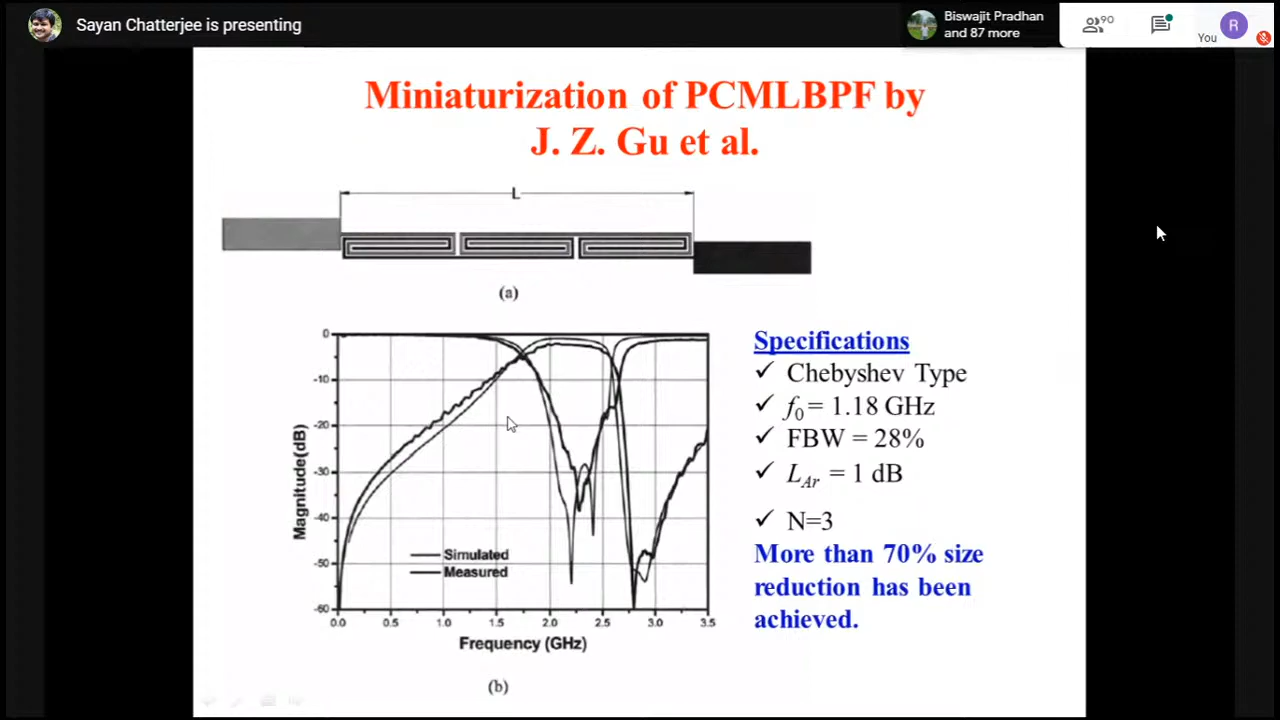 Sayan Chatterjee is presenting
Biswajit Pradhan
and 87 more
90
You
R
Miniaturization of PCMLBPF by
J. Z. Gu et al.
L
(a)
0
-10
-20
-30
-40
-50
-60
Magnitude(dB)
Simulated
Measured
0.0 0.5 1.0 1.5 2.0 2.5 3.0 3.5
Frequency (GHz)
(b)
Specifications
✓ Chebyshev Type
✓ f0 = 1.18 GHz
✓ FBW = 28%
✓ LAr = 1 dB
✓ N=3
More than 70% size
reduction has been
achieved.